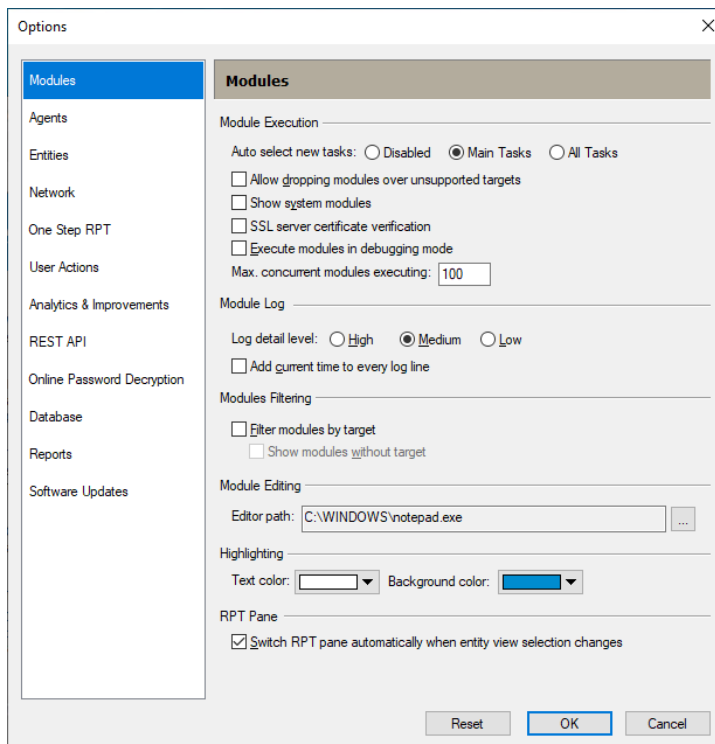 Options
Modules
Agents
Entities
Network
One Step RPT
User Actions
Analytics & Improvements
REST API
Online Password Decryption
Database
Reports
Software Updates
Modules
Module Execution
Auto select new tasks: Disabled Main Tasks All Tasks
Allow dropping modules over unsupported targets
Show system modules
SSL server certificate verification
Execute modules in debugging mode
Max. concurrent modules executing: 100
Module Log
Log detail level: High Medium Low
Add current time to every log line
Modules Filtering
Filter modules by target
Show modules without target
Module Editing
Editor path: C:\WINDOWS\notepad.exe ...
Highlighting
Text color: Background color:
RPT Pane
Switch RPT pane automatically when entity view selection changes
Reset OK Cancel